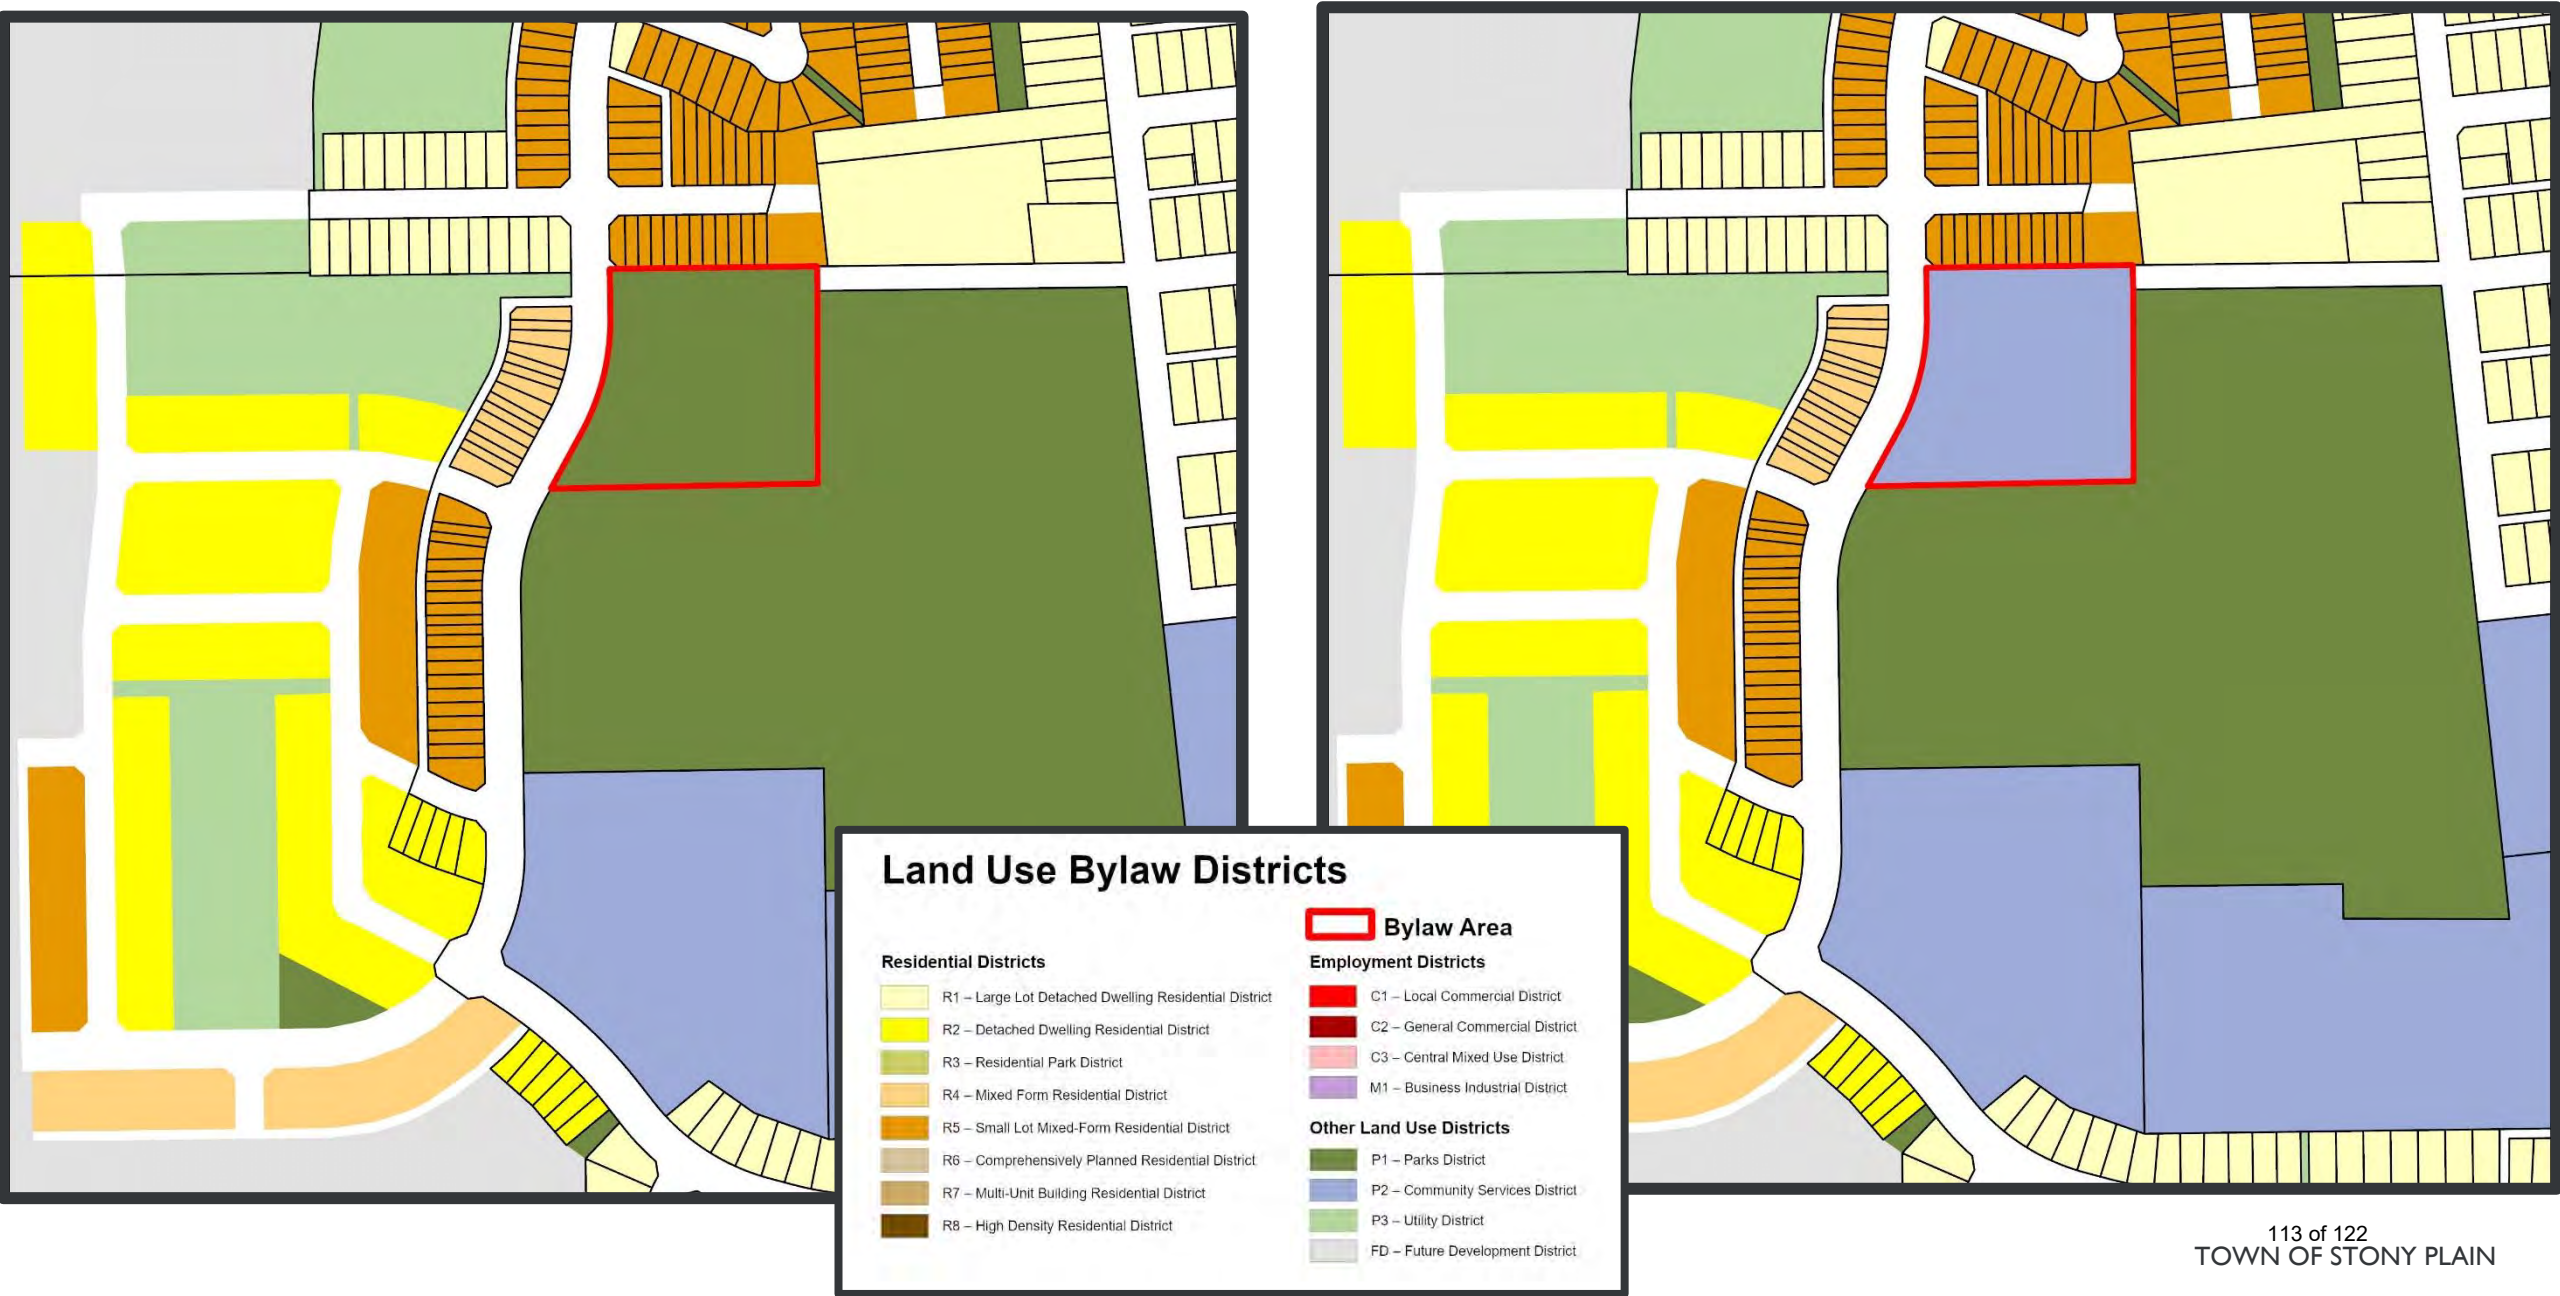 Land Use Bylaw Districts
Bylaw Area
Residential Districts
R1 – Large Lot Detached Dwelling Residential District
R2 – Detached Dwelling Residential District
R3 – Residential Park District
R4 – Mixed Form Residential District
R5 – Small Lot Mixed-Form Residential District
R6 – Comprehensively Planned Residential District
R7 – Multi-Unit Building Residential District
R8 – High Density Residential District
Employment Districts
C1 – Local Commercial District
C2 – General Commercial District
C3 – Central Mixed Use District
M1 – Business Industrial District
Other Land Use Districts
P1 – Parks District
P2 – Community Services District
P3 – Utility District
FD – Future Development District
113 of 122
TOWN OF STONY PLAIN